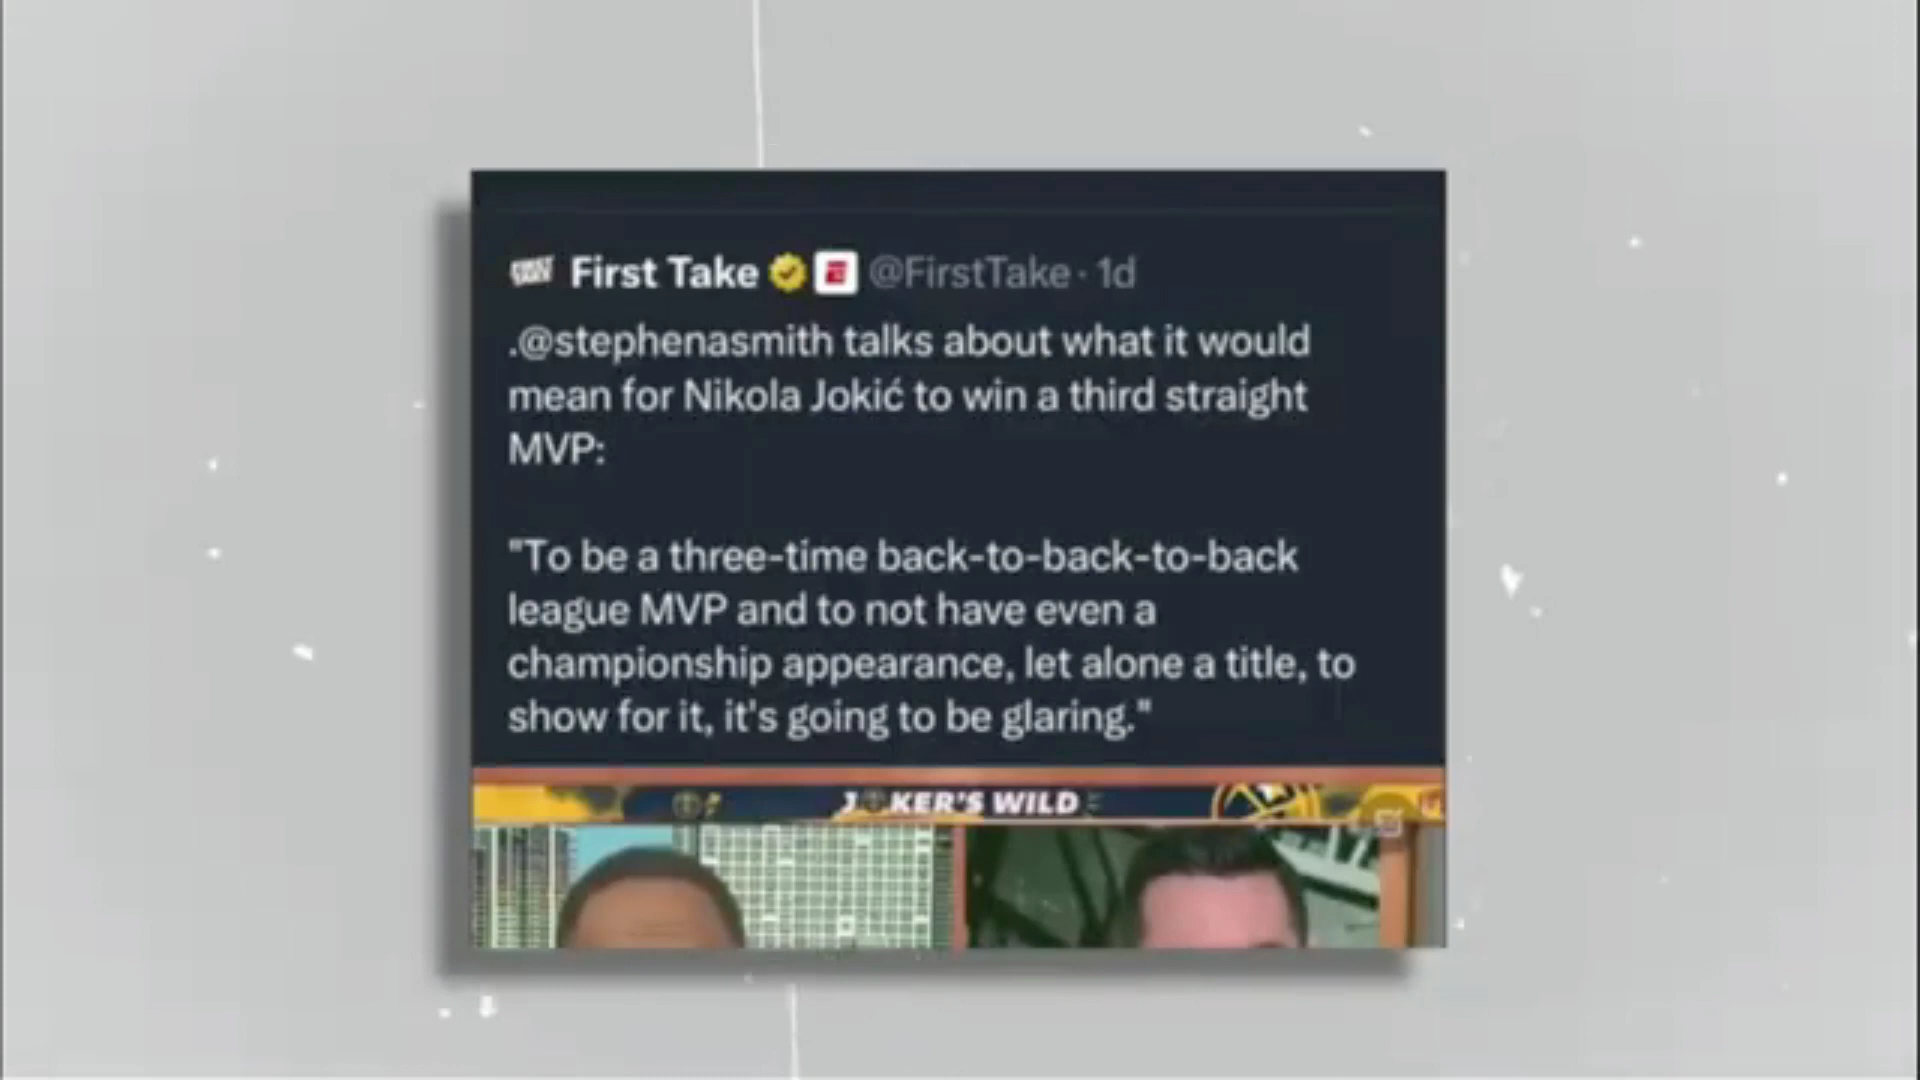 First Take @FirstTake · 1d
.@stephenasmith talks about what it would
mean for Nikola Jokić to win a third straight
MVP:
"To be a three-time back-to-back-to-back
league MVP and to not have even a
championship appearance, let alone a title, to
show for it, it's going to be glaring."
J KER'S WILD